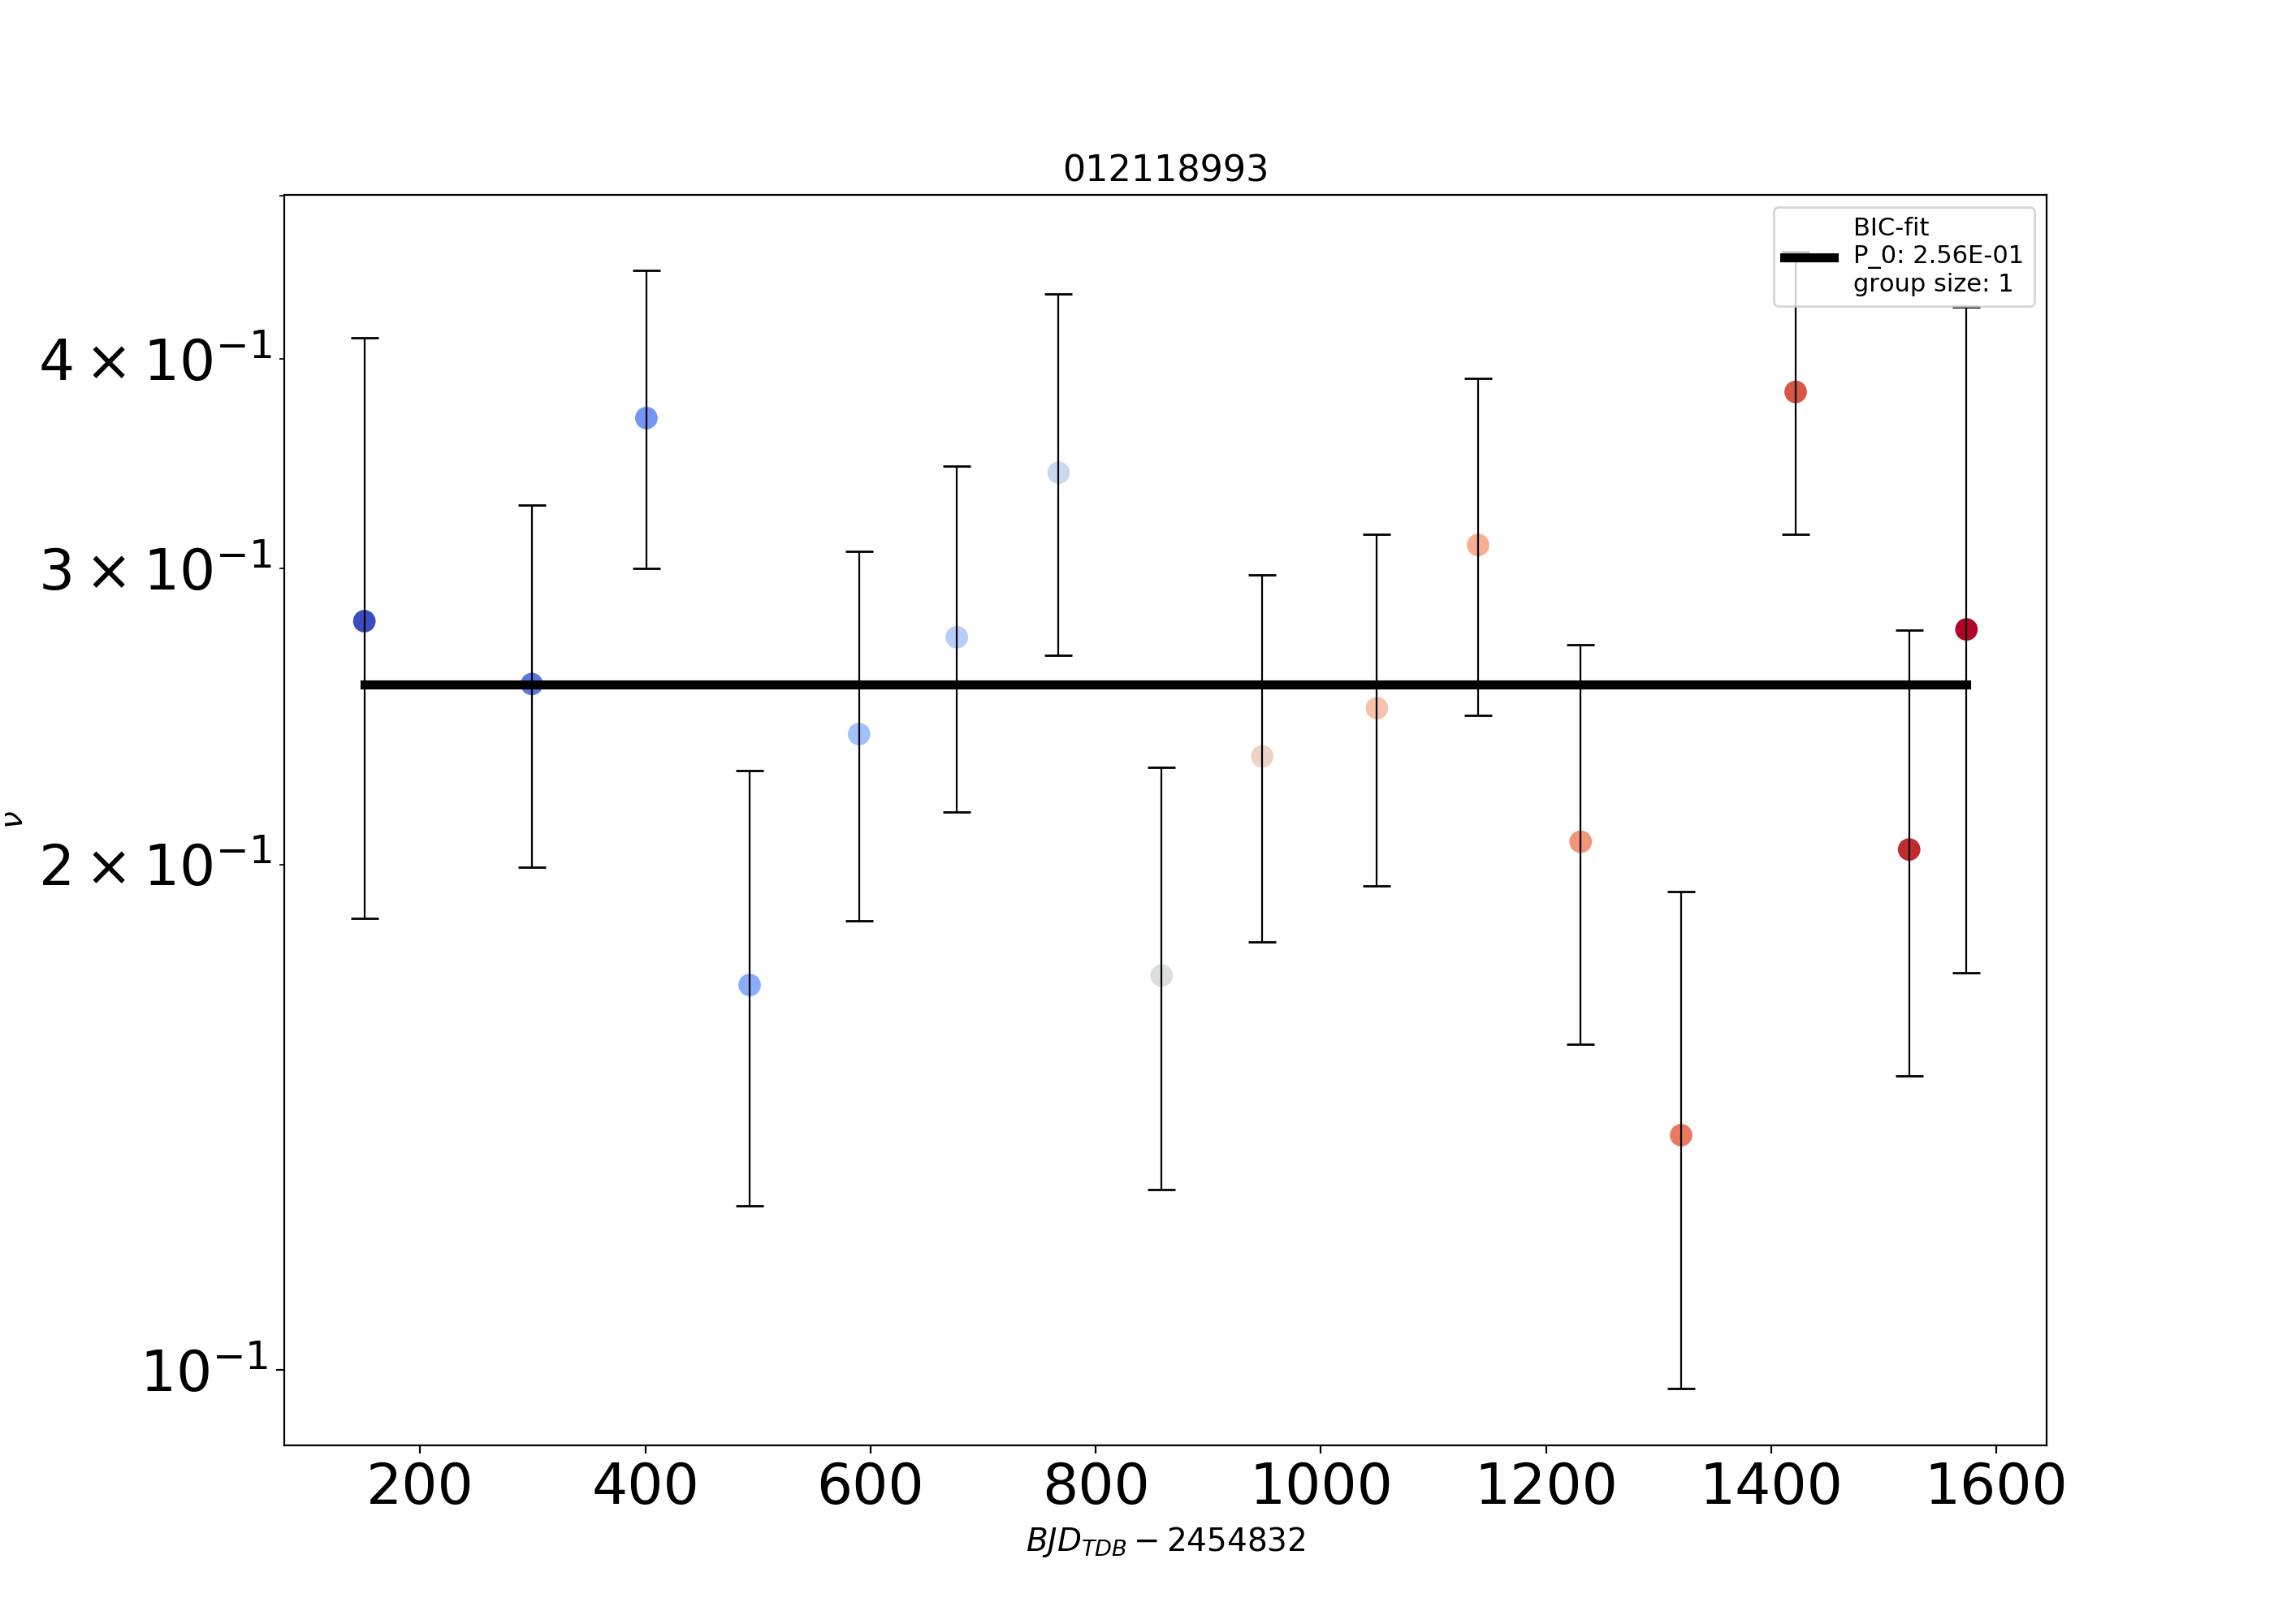 012118993
BIC-fit
P_0: 2.56E-01
group size: 1
4 × 10⁻¹
3 × 10⁻¹
2 × 10⁻¹
10⁻¹
ν
200 400 600 800 1000 1200 1400 1600
BJD_TDB − 2454832